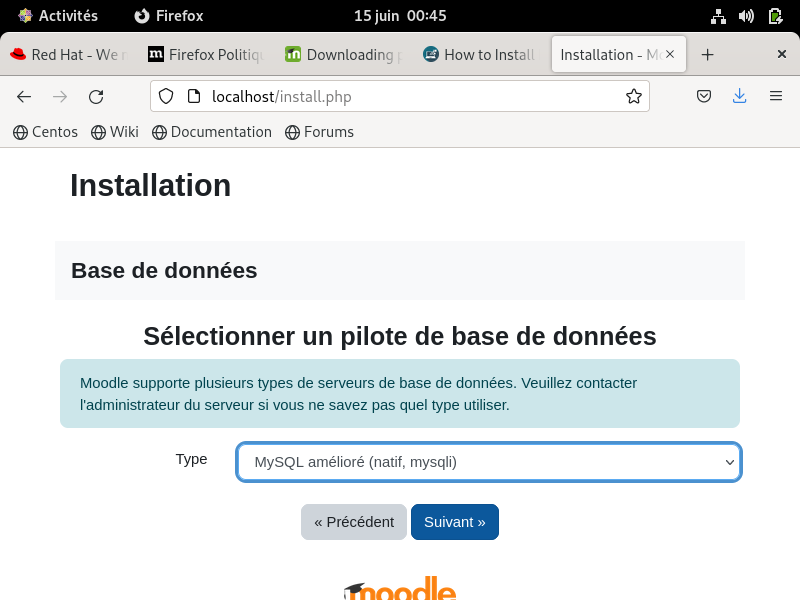 Activités Firefox 15 juin 00:45
Red Hat - We Firefox Politiq Downloading How to Install Installation - Mo
localhost/install.php
Centos Wiki Documentation Forums
Installation
Base de données
Sélectionner un pilote de base de données
Moodle supporte plusieurs types de serveurs de base de données. Veuillez contacter
l'administrateur du serveur si vous ne savez pas quel type utiliser.
Type MySQL amélioré (natif, mysqli)
« Précédent Suivant »
moodle